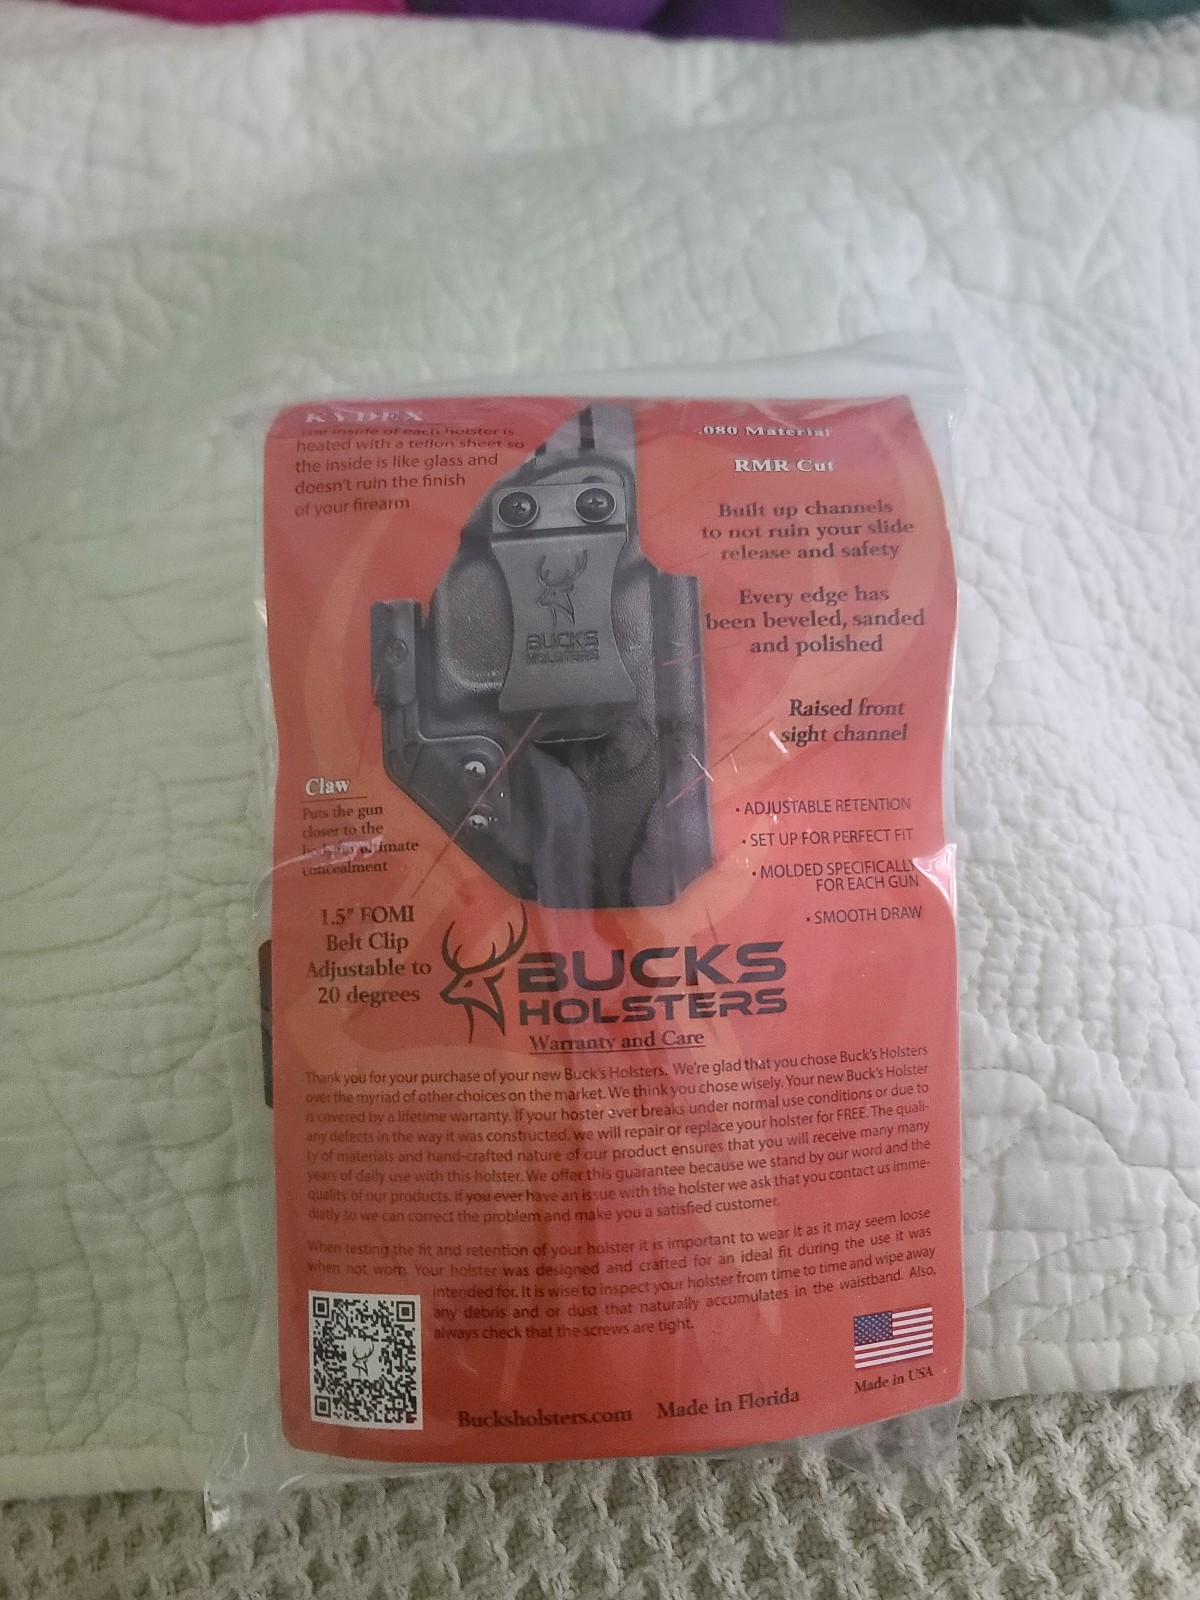 KYDEX
The inside of each holster is
heated with a teflon sheet so
the inside is like glass and
doesn't ruin the finish
of your firearm
.080 Material
RMR Cut
Built up channels
to not ruin your slide
release and safety
Every edge has
been beveled, sanded
and polished
Raised front
sight channel
BUCKS
HOLSTERS
Claw
Puts the gun
closer to the
ultimate
concealment
• ADJUSTABLE RETENTION
• SET UP FOR PERFECT FIT
• MOLDED SPECIFICALLY
FOR EACH GUN
• SMOOTH DRAW
1.5" FOMI
Belt Clip
Adjustable to
20 degrees
BUCKS
HOLSTERS
Warranty and Care
Thank you for your purchase of your new Buck's Holsters. We're glad that you chose Buck's Holsters
over the myriad of other choices on the market. We think you chose wisely. Your new Buck's Holster
is covered by a lifetime warranty. If your hoster ever breaks under normal use conditions or due to
any defects in the way it was constructed, we will repair or replace your holster for FREE. The quali-
ty of materials and hand-crafted nature of our product ensures that you will receive many many
years of daily use with this holster. We offer this guarantee because we stand by our word and the
quality of our products. If you ever have an issue with the holster we ask that you contact us imme-
diatly so we can correct the problem and make you a satisfied customer.
When testing the fit and retention of your holster it is important to wear it as it may seem loose
when not worn. Your holster was designed and crafted for an ideal fit during the use it was
intended for. It is wise to inspect your holster from time to time and wipe away
any debris and or dust that naturally accumulates in the waistband. Also,
always check that the screws are tight.
Bucksholsters.com
Made in Florida
Made in USA